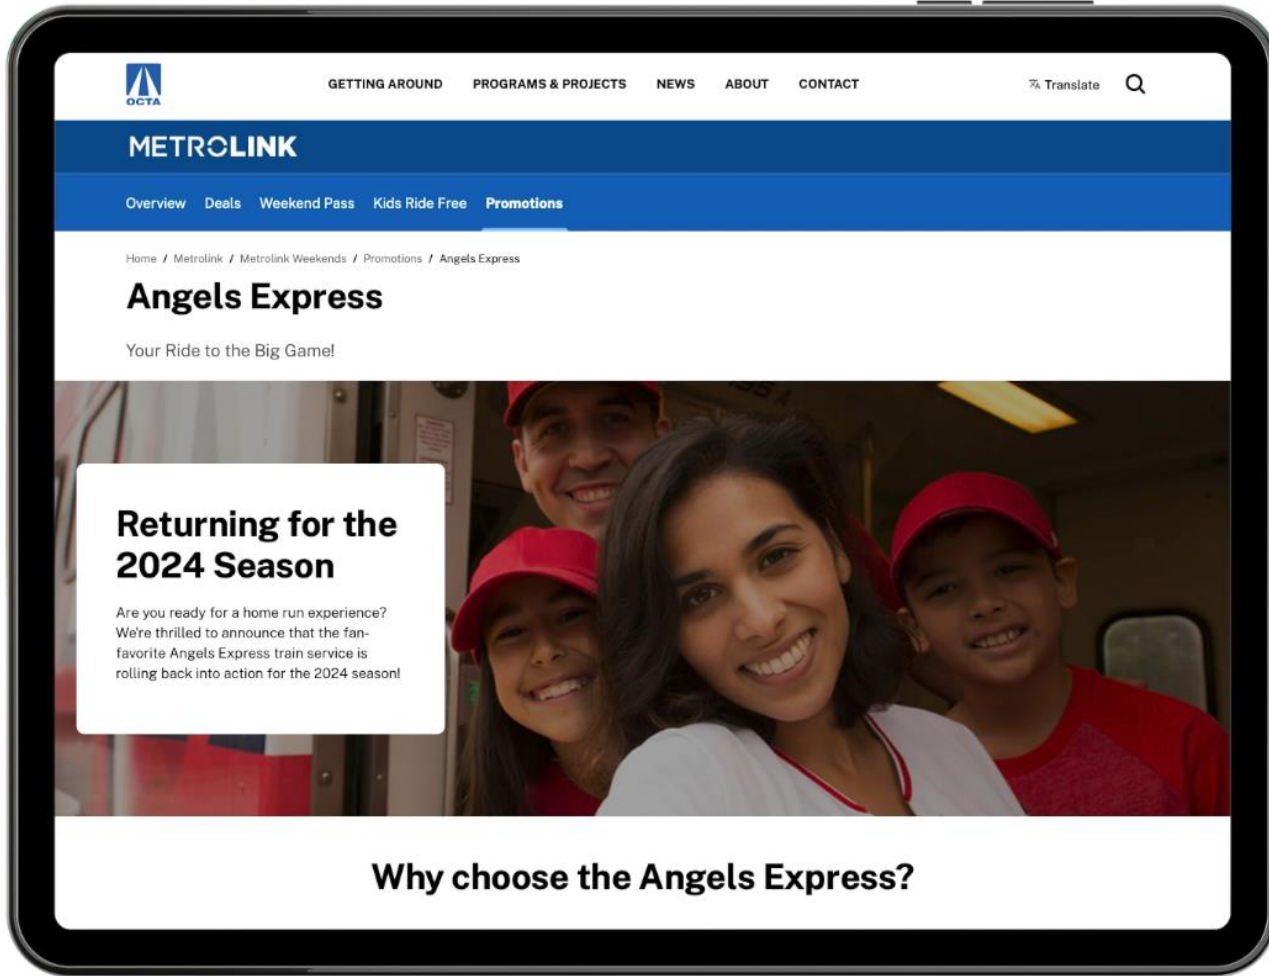 OCTA
GETTING AROUND PROGRAMS & PROJECTS NEWS ABOUT CONTACT Translate
METROLINK
Overview Deals Weekend Pass Kids Ride Free Promotions
Home / Metrolink / Metrolink Weekends / Promotions / Angels Express
Angels Express
Your Ride to the Big Game!
Returning for the
2024 Season
Are you ready for a home run experience?
We're thrilled to announce that the fan-
favorite Angels Express train service is
rolling back into action for the 2024 season!
Why choose the Angels Express?